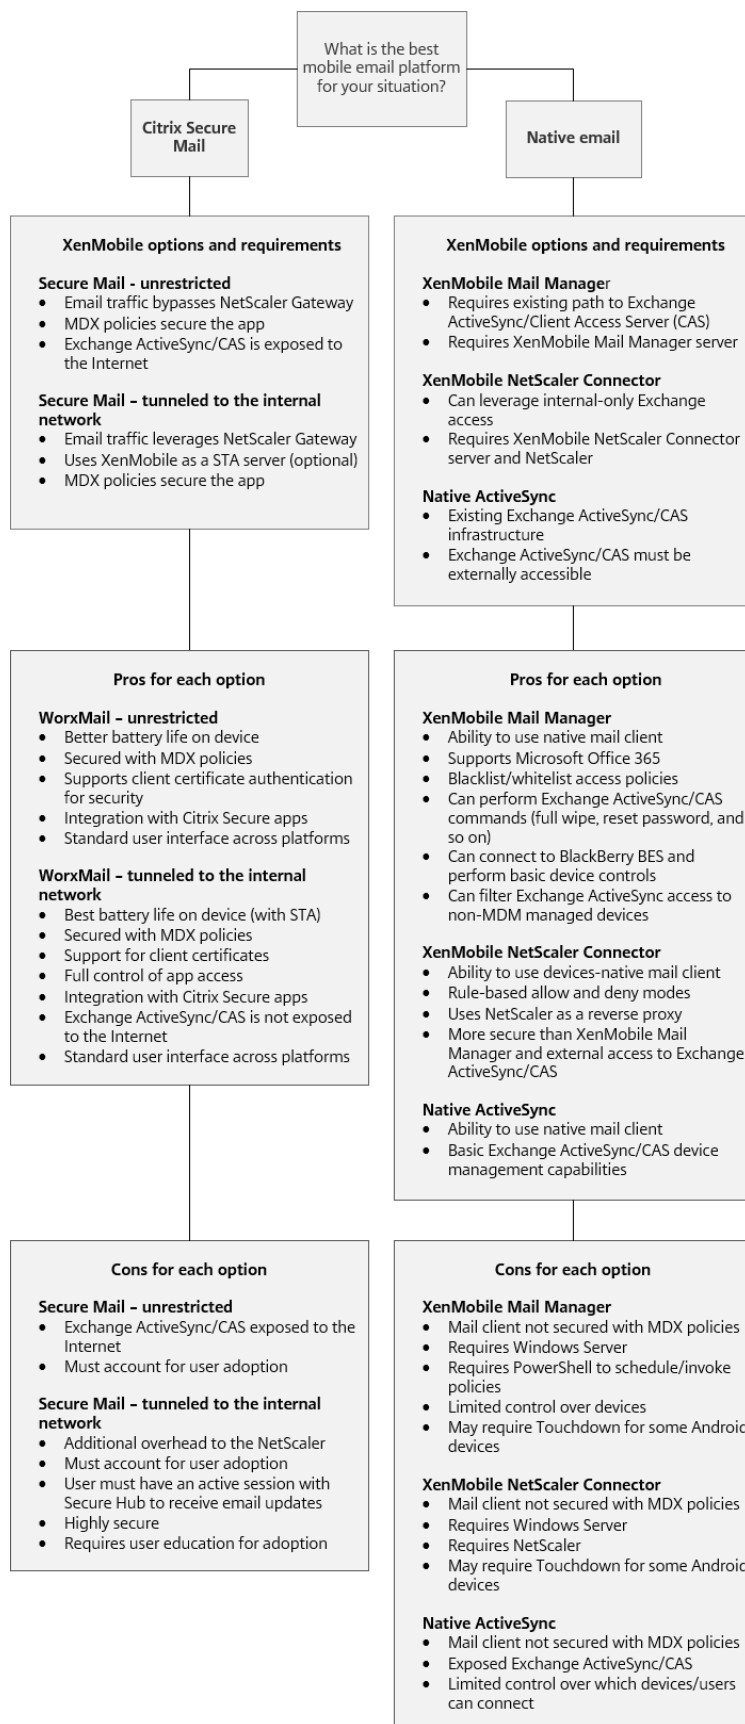 What is the best
mobile email platform
for your situation?
Citrix Secure
Mail
Native email
XenMobile options and requirements
Secure Mail - unrestricted
• Email traffic bypasses NetScaler Gateway
• MDX policies secure the app
• Exchange ActiveSync/CAS is exposed to
the Internet
Secure Mail – tunneled to the internal
network
• Email traffic leverages NetScaler Gateway
• Uses XenMobile as a STA server (optional)
• MDX policies secure the app
XenMobile options and requirements
XenMobile Mail Manager
• Requires existing path to Exchange
ActiveSync/Client Access Server (CAS)
• Requires XenMobile Mail Manager server
XenMobile NetScaler Connector
• Can leverage internal-only Exchange
access
• Requires XenMobile NetScaler Connector
server and NetScaler
Native ActiveSync
• Existing Exchange ActiveSync/CAS
infrastructure
• Exchange ActiveSync/CAS must be
externally accessible
Pros for each option
WorxMail – unrestricted
• Better battery life on device
• Secured with MDX policies
• Supports client certificate authentication
for security
• Integration with Citrix Secure apps
• Standard user interface across platforms
WorxMail – tunneled to the internal
network
• Best battery life on device (with STA)
• Secured with MDX policies
• Support for client certificates
• Full control of app access
• Integration with Citrix Secure apps
• Exchange ActiveSync/CAS is not exposed
to the Internet
• Standard user interface across platforms
Pros for each option
XenMobile Mail Manager
• Ability to use native mail client
• Supports Microsoft Office 365
• Blacklist/whitelist access policies
• Can perform Exchange ActiveSync/CAS
commands (full wipe, reset password, and
so on)
• Can connect to BlackBerry BES and
perform basic device controls
• Can filter Exchange ActiveSync access to
non-MDM managed devices
XenMobile NetScaler Connector
• Ability to use devices-native mail client
• Rule-based allow and deny modes
• Uses NetScaler as a reverse proxy
• More secure than XenMobile Mail
Manager and external access to Exchange
ActiveSync/CAS
Native ActiveSync
• Ability to use native mail client
• Basic Exchange ActiveSync/CAS device
management capabilities
Cons for each option
Secure Mail – unrestricted
• Exchange ActiveSync/CAS exposed to the
Internet
• Must account for user adoption
Secure Mail – tunneled to the internal
network
• Additional overhead to the NetScaler
• Must account for user adoption
• User must have an active session with
Secure Hub to receive email updates
• Highly secure
• Requires user education for adoption
Cons for each option
XenMobile Mail Manager
• Mail client not secured with MDX policies
• Requires Windows Server
• Requires PowerShell to schedule/invoke
policies
• Limited control over devices
• May require Touchdown for some Android
devices
XenMobile NetScaler Connector
• Mail client not secured with MDX policies
• Requires Windows Server
• Requires NetScaler
• May require Touchdown for some Android
devices
Native ActiveSync
• Mail client not secured with MDX policies
• Exposed Exchange ActiveSync/CAS
• Limited control over which devices/users
can connect